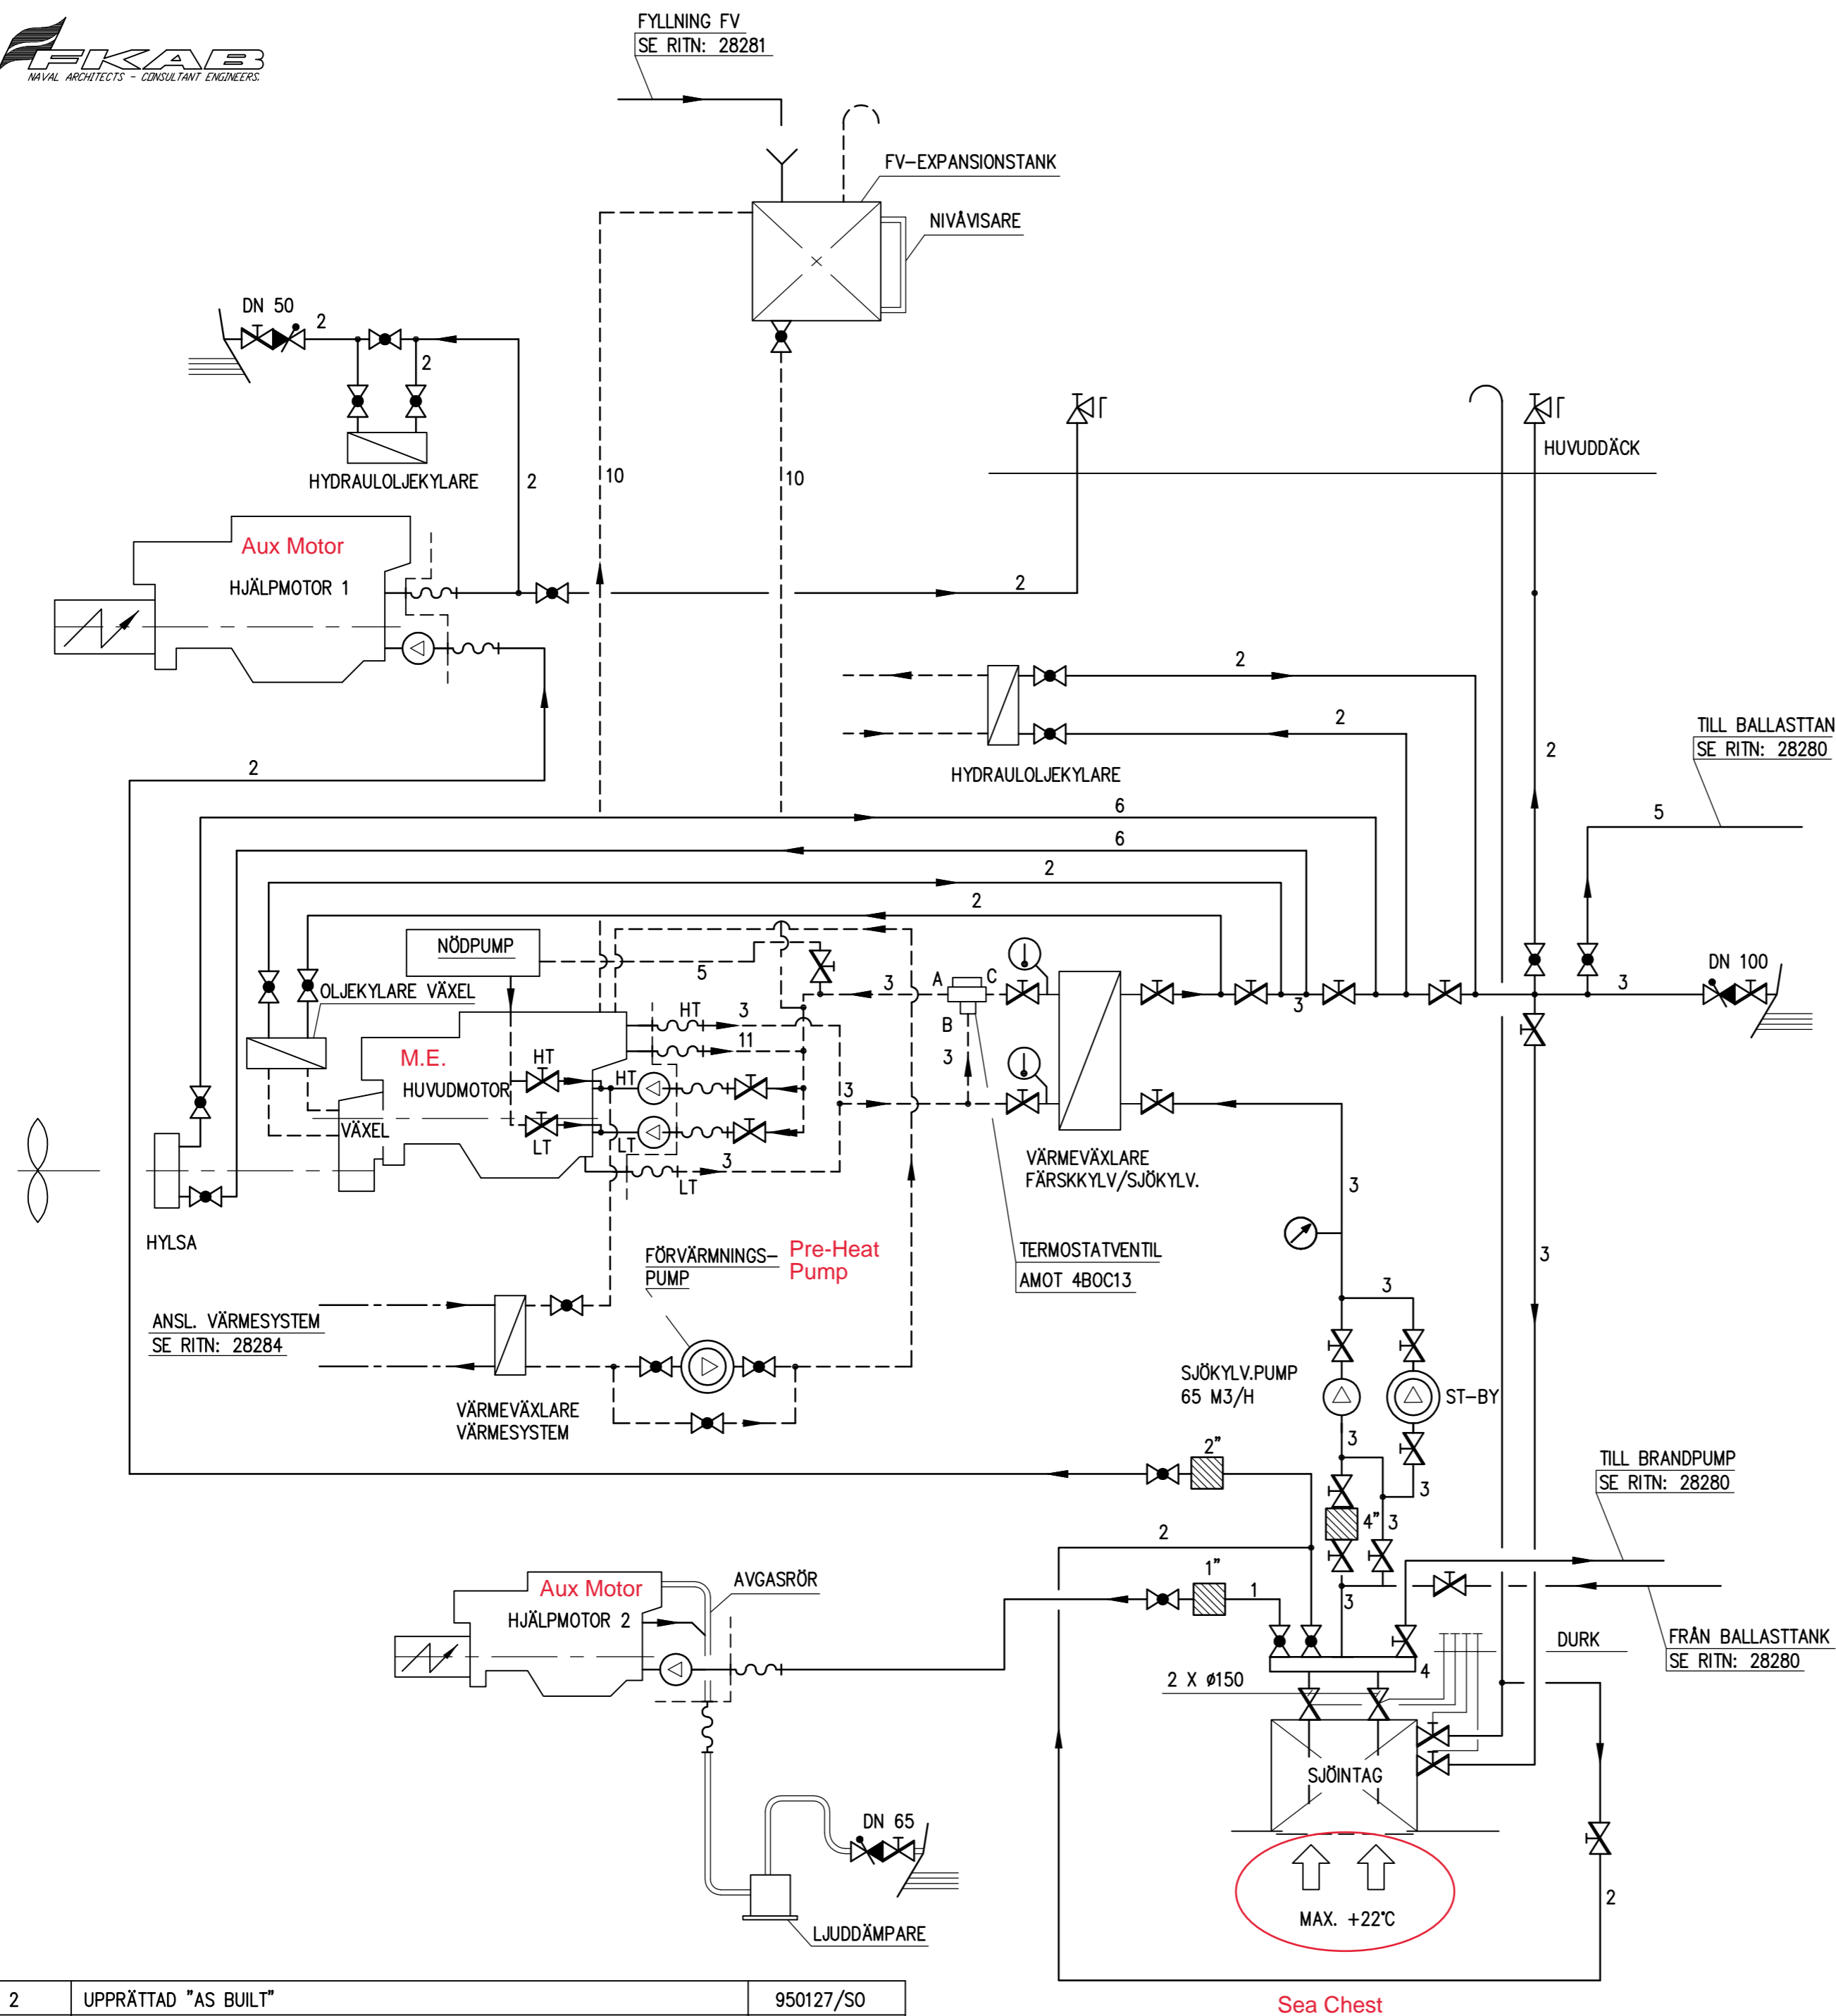 FKAB
NAVAL ARCHITECTS - CONSULTANT ENGINEERS.
FYLLNING FV
SE RITN: 28281
FV-EXPANSIONSTANK
NIVÅVISARE
DN 50
2
2
HYDRAULOLJEKYLARE
2
10
10
HUVUDDÄCK
Aux Motor
HJÄLPMOTOR 1
2
2
2
2
HYDRAULOLJEKYLARE
2
TILL BALLASTTAN
SE RITN: 28280
6
5
6
2
2
NÖDPUMP
5
A
C
3
B
3
3
3
DN 100
OLJEKYLARE VÄXEL
HT
3
11
M.E.
HUVUDMOTOR
HT
HT
3
VÄXEL
LT
LT
3
LT
HYLSA
VÄRMEVÄXLARE
FÄRSKKYLV/SJÖKYLV.
3
3
TERMOSTATVENTIL
AMOT 4BOC13
FÖRVÄRMNINGS-
PUMP
Pre-Heat
Pump
ANSL. VÄRMESYSTEM
SE RITN: 28284
VÄRMEVÄXLARE
VÄRMESYSTEM
3
SJÖKYLV.PUMP
65 M3/H
ST-BY
2"
3
3
4"
3
TILL BRANDPUMP
SE RITN: 28280
2
1"
1
3
Aux Motor
HJÄLPMOTOR 2
AVGASRÖR
DURK
FRÅN BALLASTTANK
SE RITN: 28280
2 X ø150
4
SJÖINTAG
DN 65
LJUDDÄMPARE
MAX. +22°C
2
Sea Chest
2 UPPRÄTTAD "AS BUILT" 950127/SO